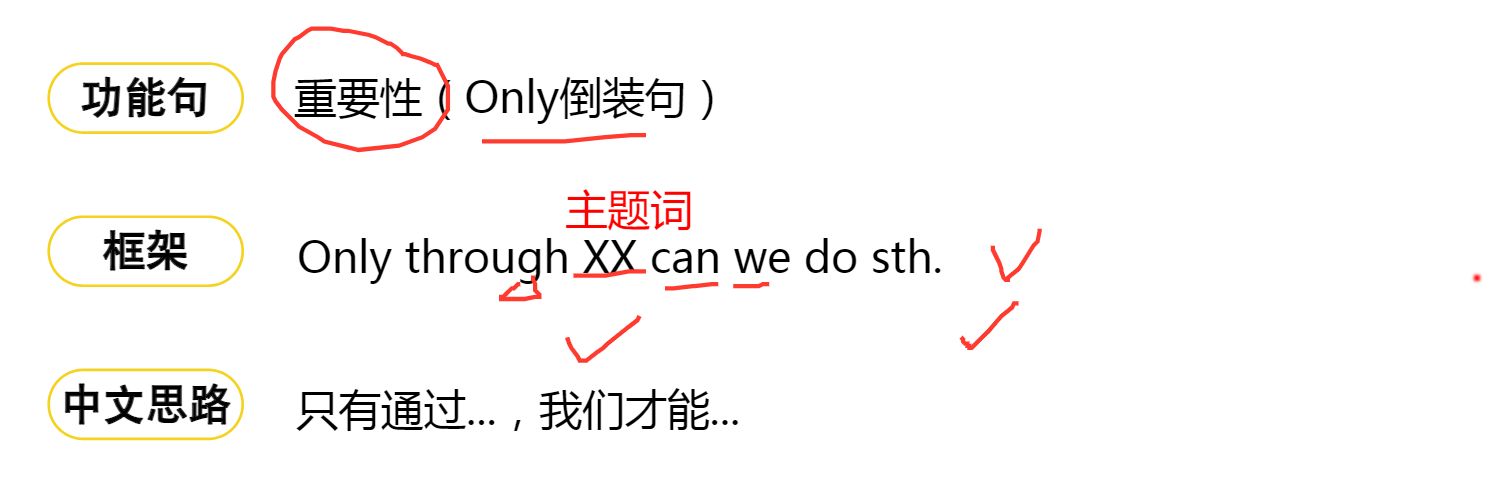 功能句 重要性（Only倒装句）
主题词
框架 Only through XX can we do sth.
中文思路 只有通过...，我们才能...